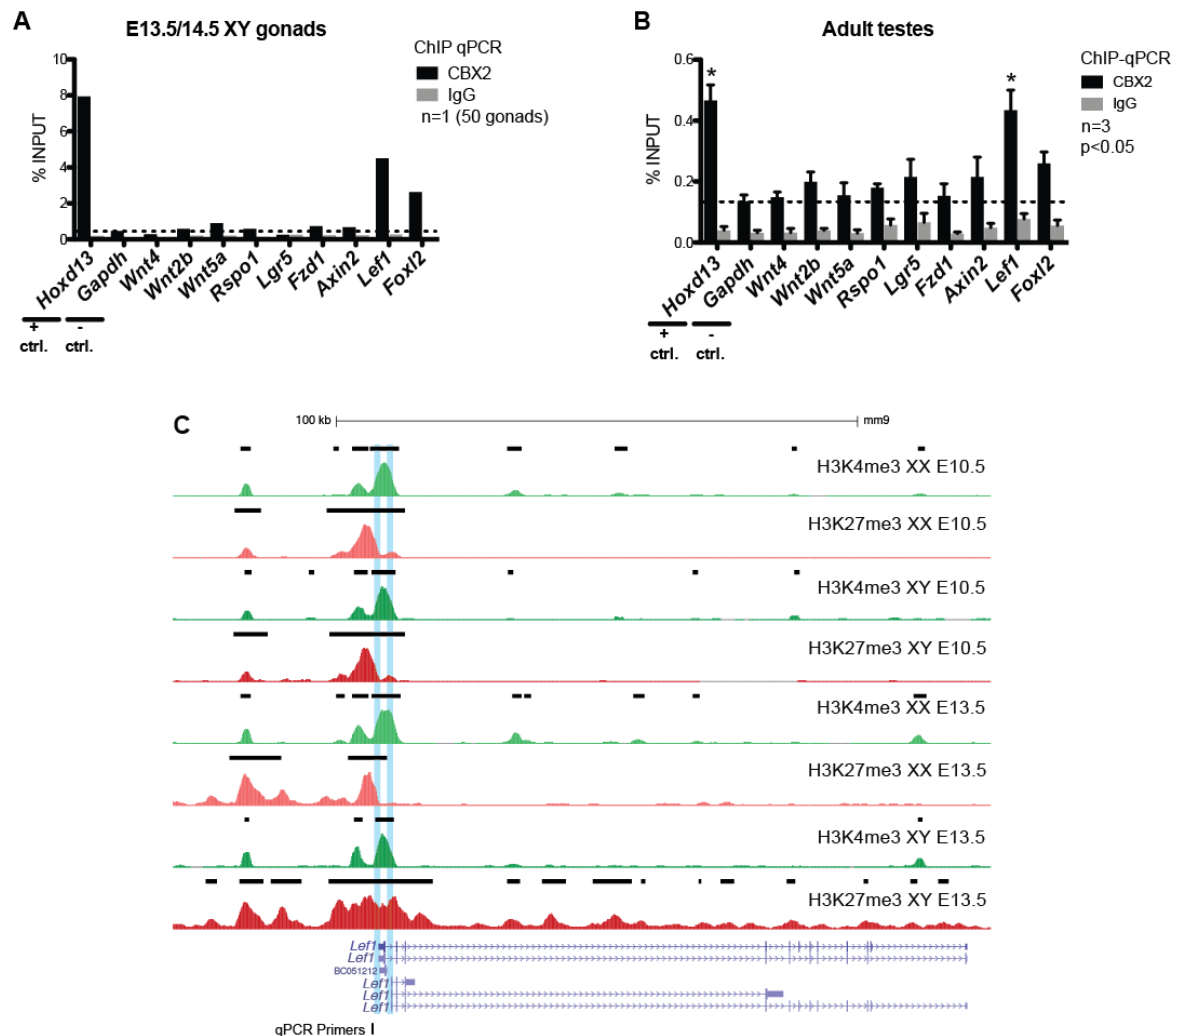 A
E13.5/14.5 XY gonads
ChIP qPCR
CBX2
IgG
n=1 (50 gonads)
% INPUT
10
8
6
4
2
0
Hoxd13
Gapdh
Wnt4
Wnt2b
Wnt5a
Rspo1
Lgr5
Fzd1
Axin2
Lef1
Foxl2
+ -
ctrl. ctrl.
B
Adult testes
ChIP-qPCR
CBX2
IgG
n=3
p<0.05
% INPUT
0.6
0.4
0.2
0.0
* *
Hoxd13
Gapdh
Wnt4
Wnt2b
Wnt5a
Rspo1
Lgr5
Fzd1
Axin2
Lef1
Foxl2
+ -
ctrl. ctrl.
C
100 kb mm9
H3K4me3 XX E10.5
H3K27me3 XX E10.5
H3K4me3 XY E10.5
H3K27me3 XY E10.5
H3K4me3 XX E13.5
H3K27me3 XX E13.5
H3K4me3 XY E13.5
H3K27me3 XY E13.5
Lef1
Lef1
BC051212
Lef1
Lef1
Lef1
qPCR Primers